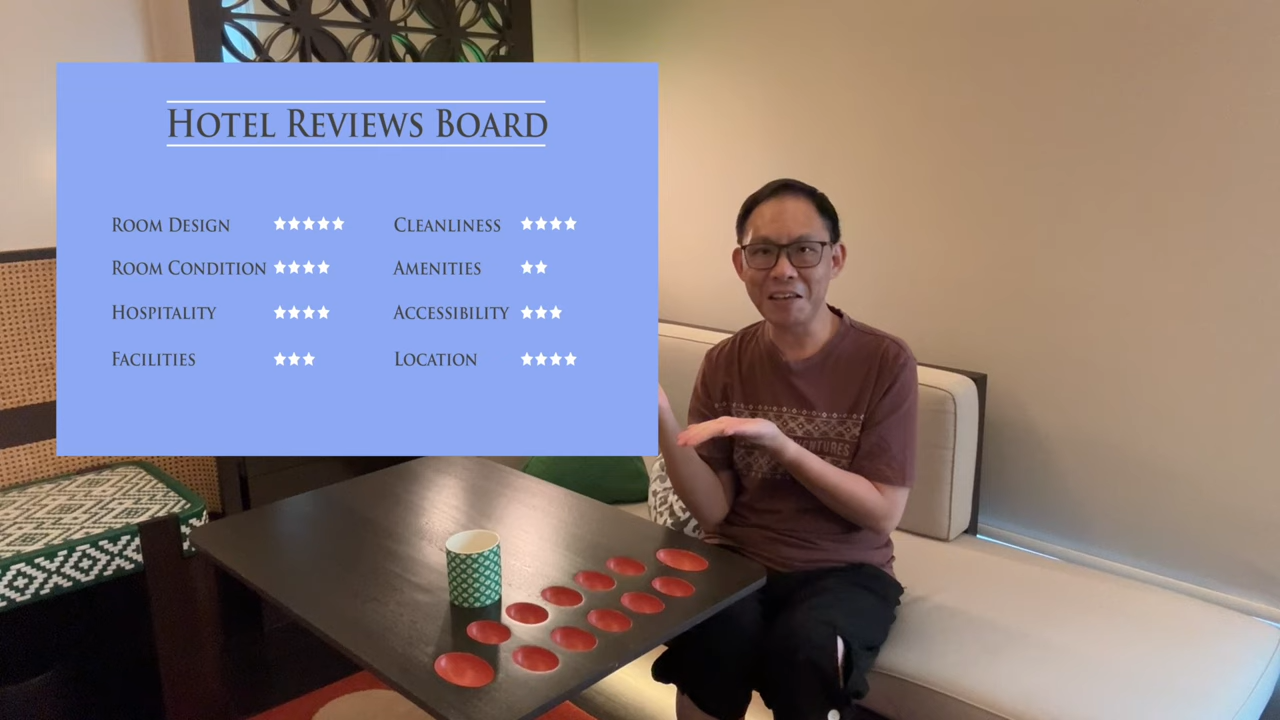 HOTEL REVIEWS BOARD
ROOM DESIGN ★★★★★ CLEANLINESS ★★★★
ROOM CONDITION ★★★★ AMENITIES ★★
HOSPITALITY ★★★★ ACCESSIBILITY ★★★
FACILITIES ★★★ LOCATION ★★★★